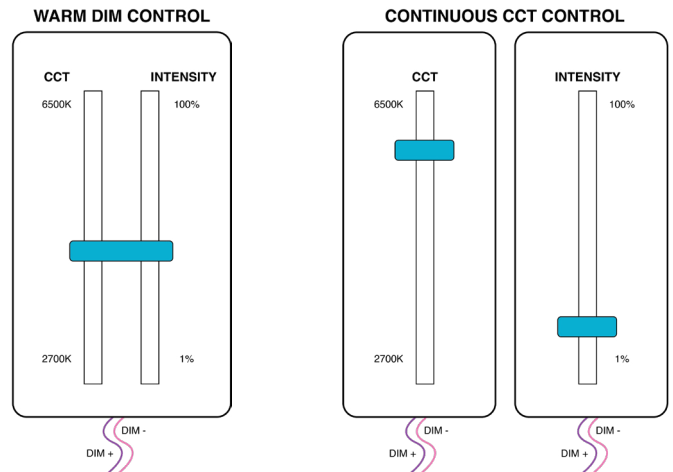 WARM DIM CONTROL
CCT INTENSITY
6500K 100%
2700K 1%
DIM -
DIM +
CONTINUOUS CCT CONTROL
CCT
6500K
2700K
DIM -
DIM +
INTENSITY
100%
1%
DIM -
DIM +